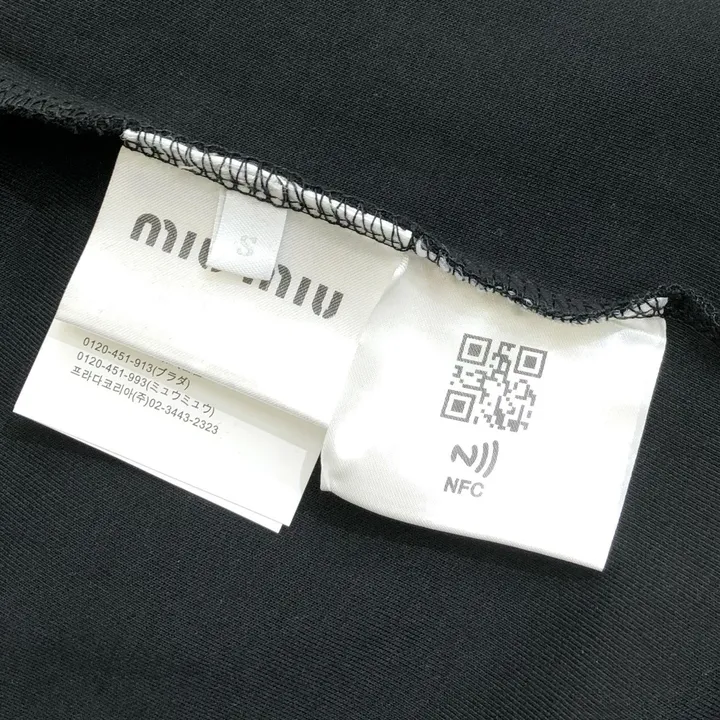 miu miu
S
0120-451-913(プラダ)
0120-451-993(ミュウミュウ)
프라다코리아(주)02-3443-2323
NFC